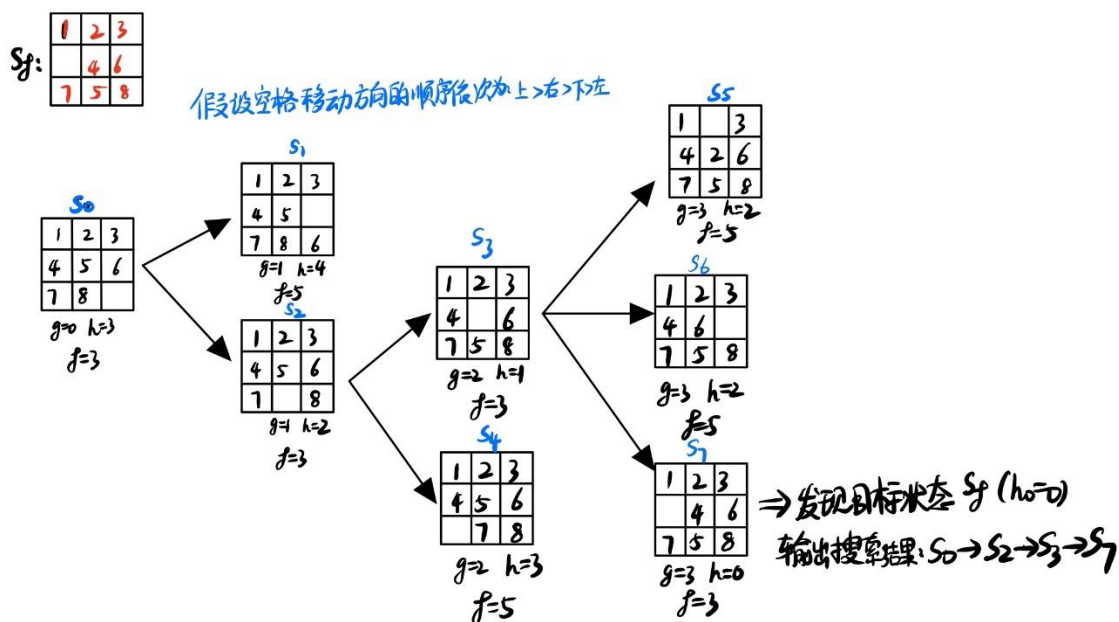 Sf:
1 2 3
4 6
7 5 8
假设空格移动方向的顺序依次为:上>右>下>左
S0
1 2 3
4 5 6
7 8
g=0 h=3
f=3
S1
1 2 3
4 5
7 8 6
g=1 h=4
f=5
S2
1 2 3
4 5 6
7 8
g=1 h=2
f=3
S3
1 2 3
4 6
7 5 8
g=2 h=1
f=3
S4
1 2 3
4 5 6
7 8
g=2 h=3
f=5
S5
1 3
4 2 6
7 5 8
g=3 h=2
f=5
S6
1 2 3
4 6
7 5 8
g=3 h=2
f=5
S7
1 2 3
4 6
7 5 8
g=3 h=0
f=3
⇒发现目标状态 Sf (h0=0)
输出搜索结果:S0→S2→S3→S7